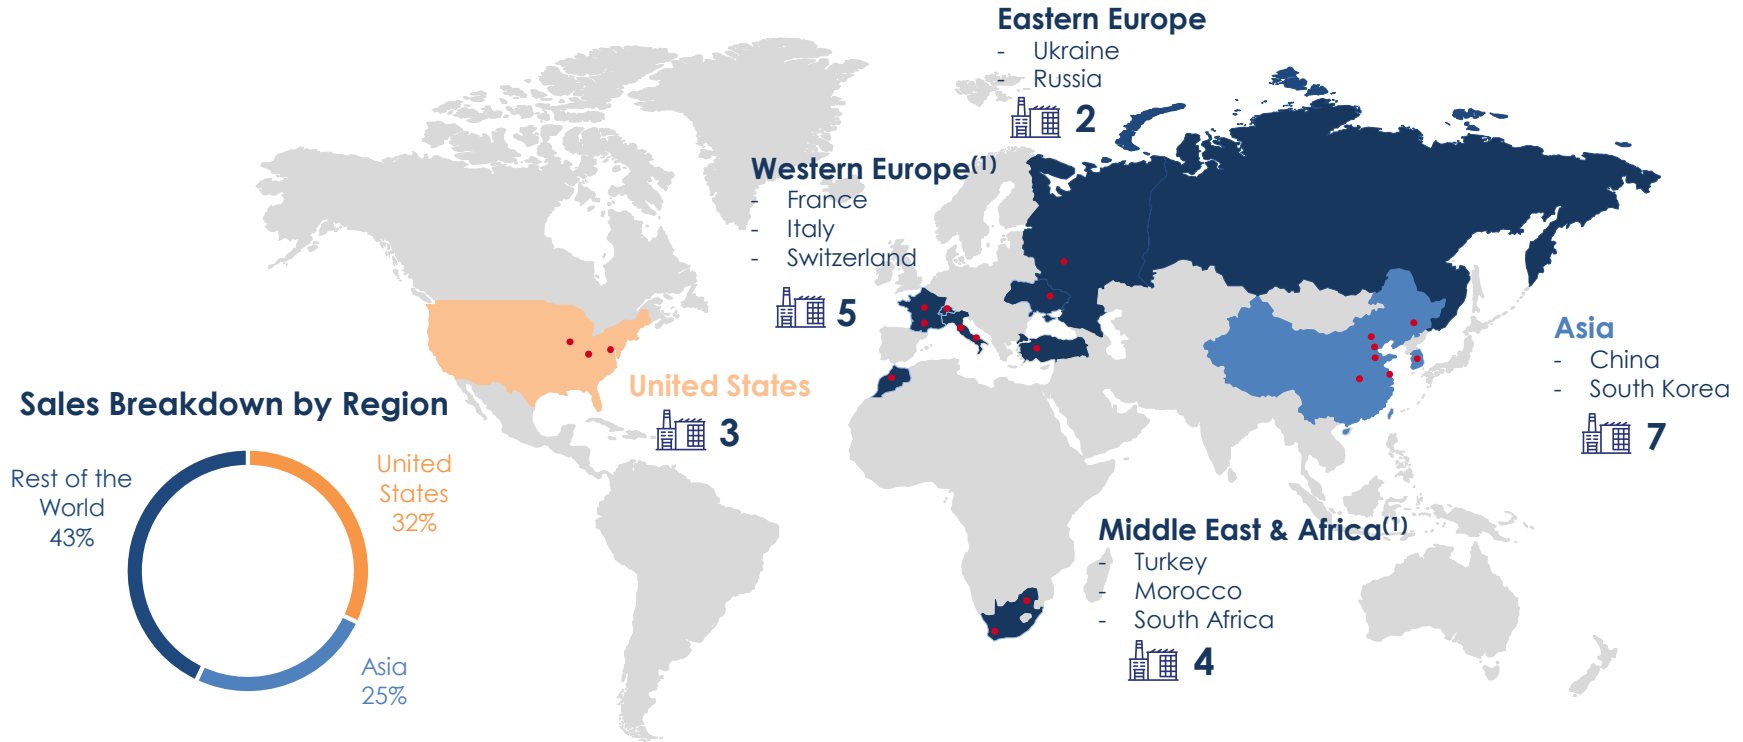 Eastern Europe
- Ukraine
- Russia
2
Western Europe(1)
- France
- Italy
- Switzerland
5
Asia
- China
- South Korea
7
United States
3
Sales Breakdown by Region
Rest of the
World
43%
United
States
32%
Asia
25%
Middle East & Africa(1)
- Turkey
- Morocco
- South Africa
4